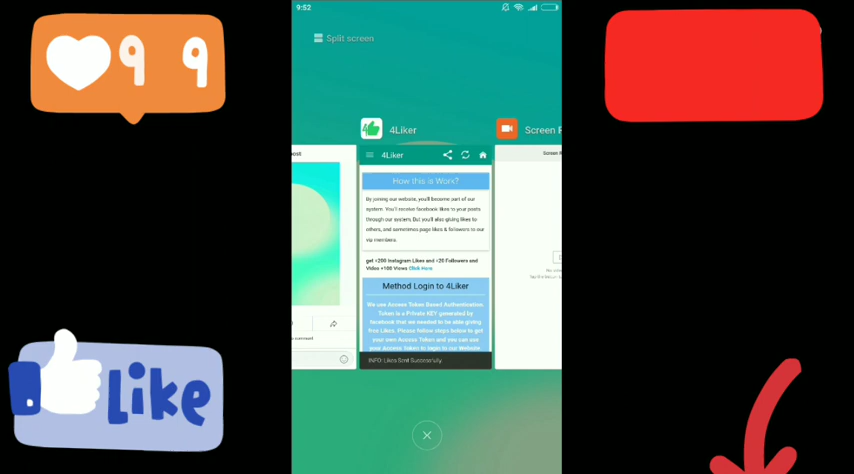 9 9
9:52
Split screen
4Liker
Screen
4Liker
How this is Work?
By joining our website, you'll become part of our
system. You'll receive facebook likes to your posts
through our system. But you'll also giving likes to
others, and sometimes page likes & followers to our
vip members.
get +200 Instagram Likes and +20 Followers and
Video +100 Views Click Here
Method Login to 4Liker
We use Access Token Based Authentication.
Token is a Private KEY generated by
facebook that we needed to be able giving
free Likes. Please follow steps below to get
your own Access Token and you can use
your Access Token to login to our Website
INFO: Likes Sent Successfully.
Like